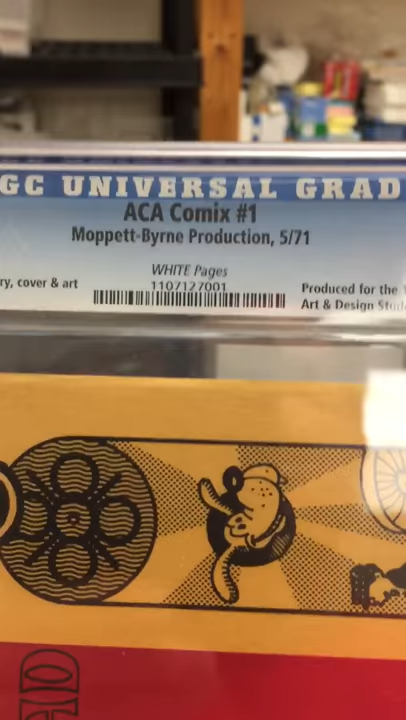 GC UNIVERSAL GRAD
ACA Comix #1
Moppett-Byrne Production, 5/71
WHITE Pages
1107127001
ry, cover & art
Produced for the
Art & Design Stud